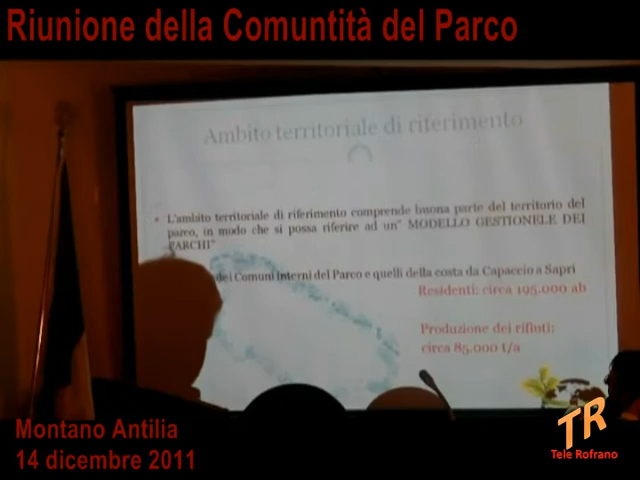 Riunione della Comuntità del Parco
Ambito territoriale di riferimento
• L'ambito territoriale di riferimento comprende buona parte del territorio del
parco, in modo che si possa riferire ad un" MODELLO GESTIONELE DEI
PARCHI"
dei Comuni interni del Parco e quelli della costa da Capaccio a Sapri
Residenti: circa 195.000 ab
Produzione dei rifiuti:
circa 85.000 t/a
Montano Antilia
14 dicembre 2011
TR
Tele Rofrano